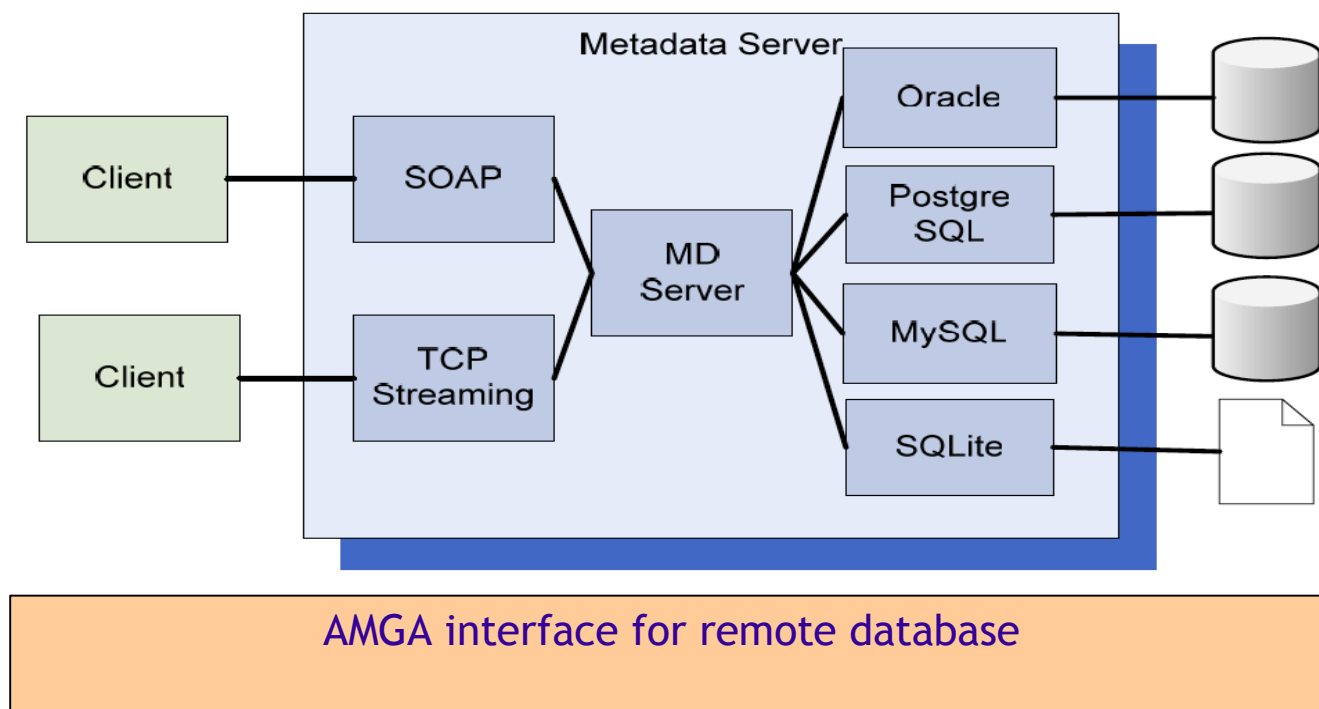 Metadata Server
Client
SOAP
Client
TCP
Streaming
MD
Server
Oracle
Postgre
SQL
MySQL
SQLite
AMGA interface for remote database